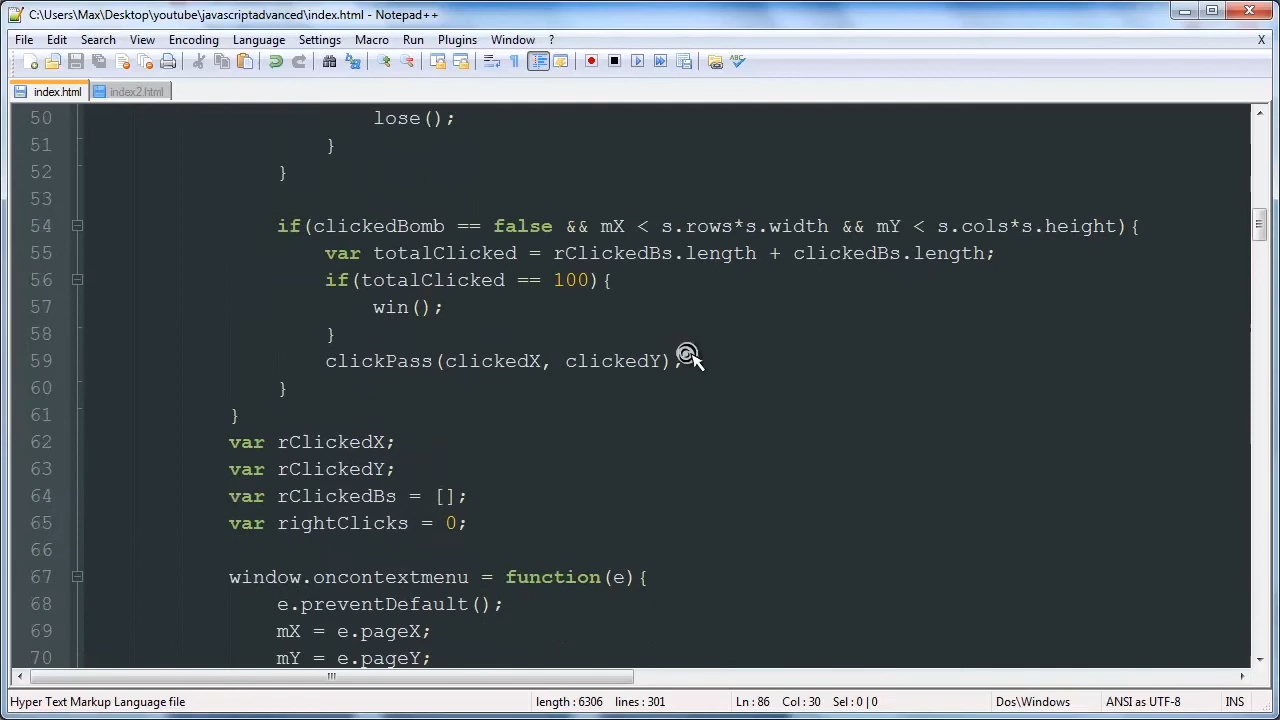 C:\Users\Max\Desktop\youtube\javascriptadvanced\index.html - Notepad++
File Edit Search View Encoding Language Settings Macro Run Plugins Window ? X
index.html index2.html
50 lose();
51 }
52 }
53
54 if(clickedBomb == false && mX < s.rows*s.width && mY < s.cols*s.height){
55 var totalClicked = rClickedBs.length + clickedBs.length;
56 if(totalClicked == 100){
57 win();
58 }
59 clickPass(clickedX, clickedY);
60 }
61 }
62 var rClickedX;
63 var rClickedY;
64 var rClickedBs = [];
65 var rightClicks = 0;
66
67 window.oncontextmenu = function(e){
68 e.preventDefault();
69 mX = e.pageX;
70 mY = e.pageY;
Hyper Text Markup Language file length : 6306 lines : 301 Ln : 86 Col : 30 Sel : 0 | 0 Dos\Windows ANSI as UTF-8 INS